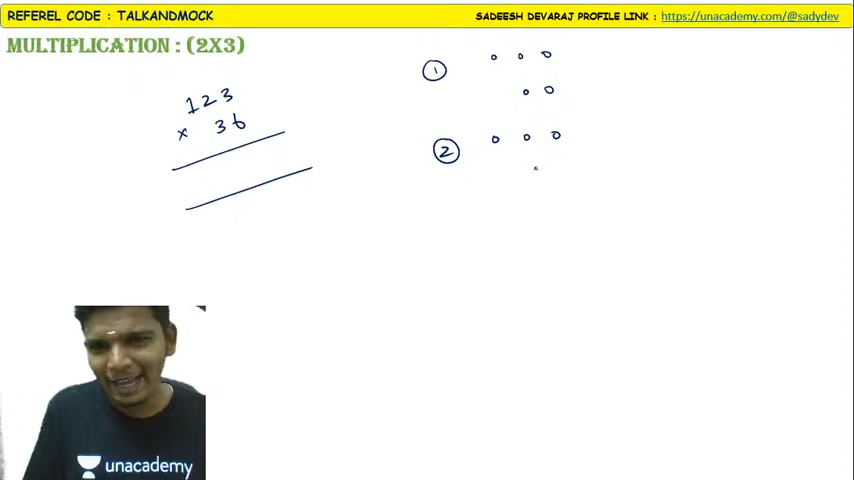 REFEREL CODE : TALKANDMOCK
SADEESH DEVARAJ PROFILE LINK : https://unacademy.com/@sadydev
MULTIPLICATION : (2X3)
123
x 36
1
2
unacademy